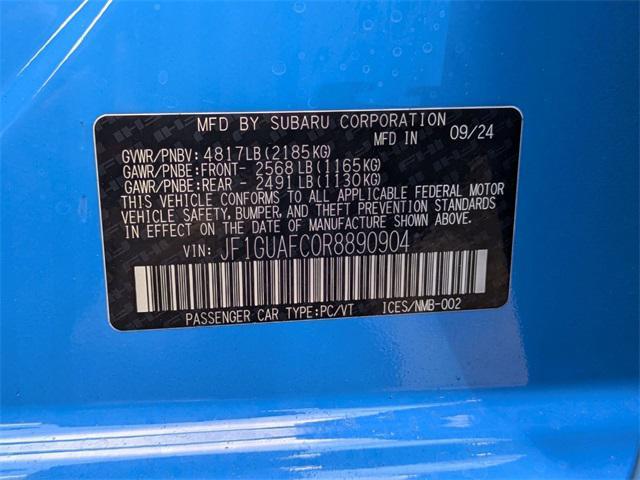 MFD BY SUBARU CORPORATION
MFD IN 09/24
GVWR/PNBV: 4817LB(2185KG)
GAWR/PNBE:FRONT- 2568LB(1165KG)
GAWR/PNBE:REAR - 2491LB(1130KG)
THIS VEHICLE CONFORMS TO ALL APPLICABLE FEDERAL MOTOR
VEHICLE SAFETY, BUMPER, AND THEFT PREVENTION STANDARDS
IN EFFECT ON THE DATE OF MANUFACTURE SHOWN ABOVE.
VIN: JF1GUAFC0R8890904
PASSENGER CAR TYPE:PC/VT ICES/NMB-002